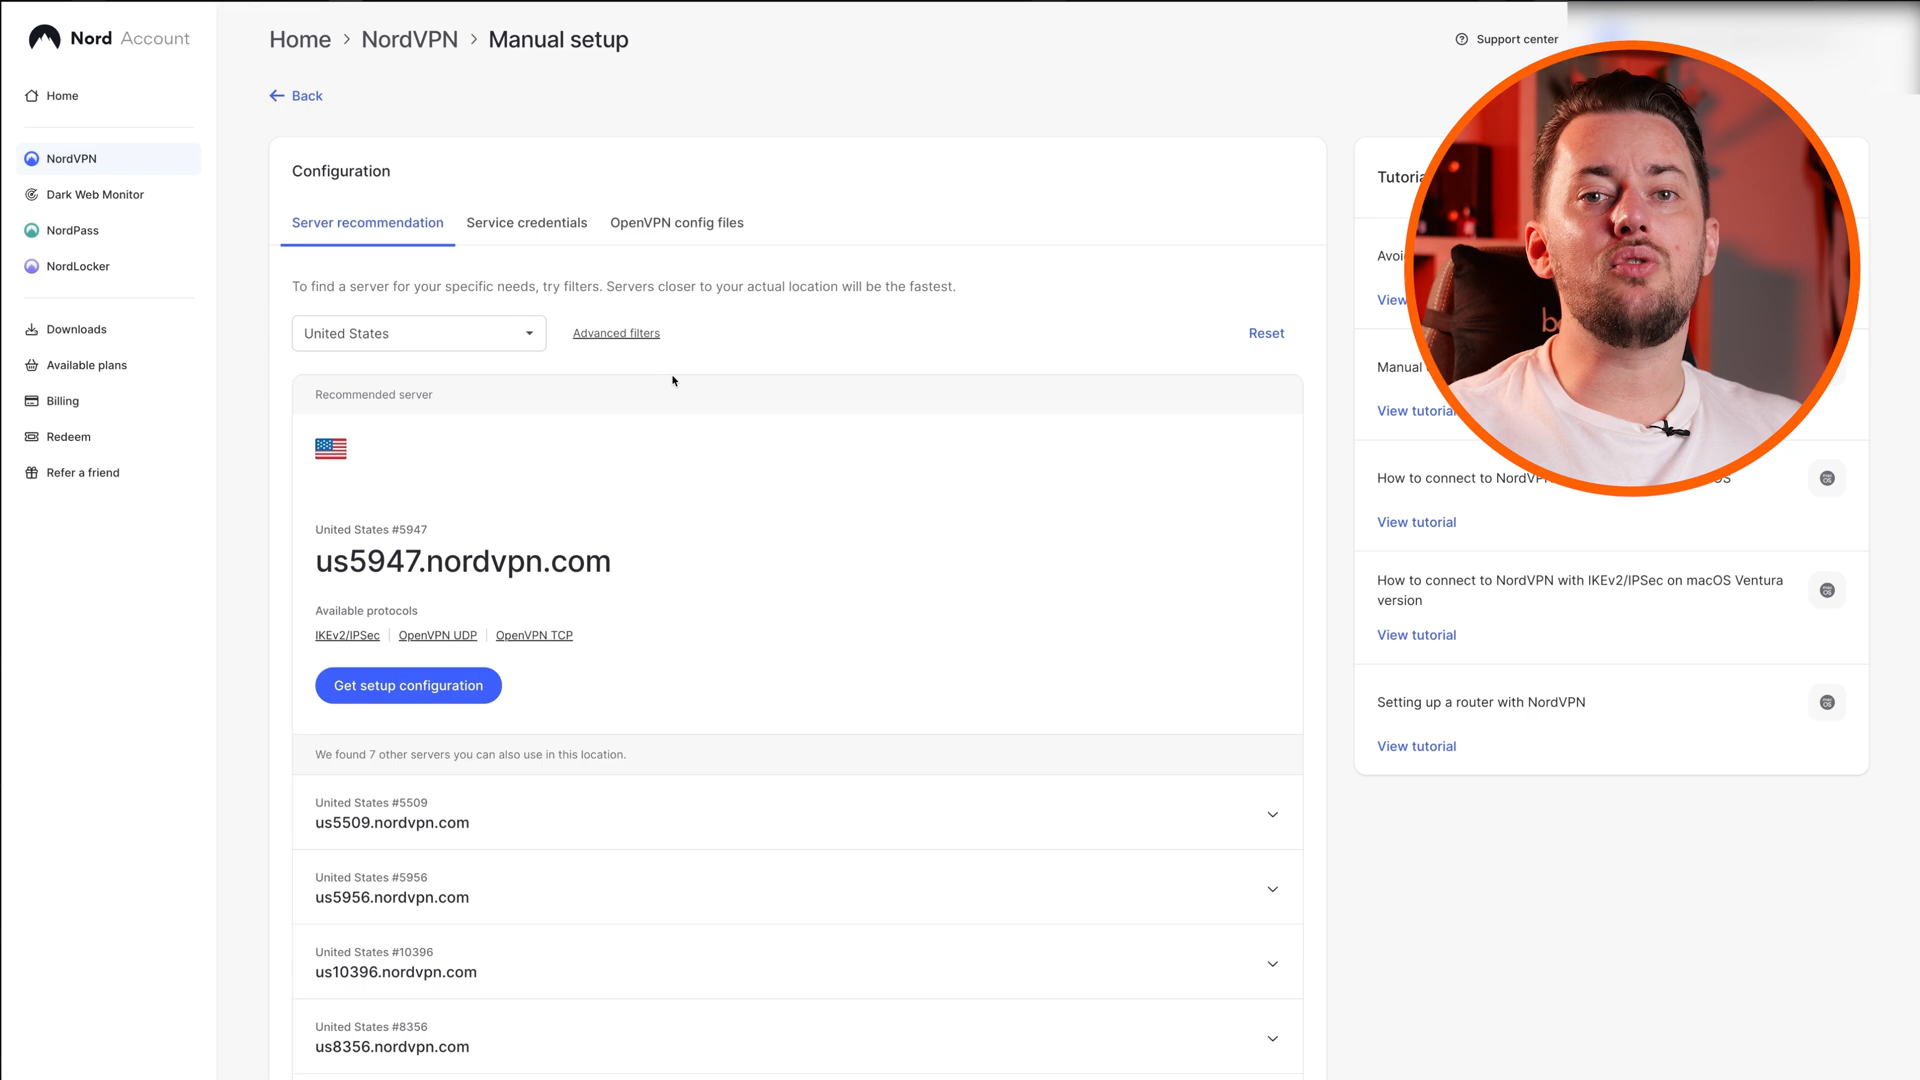 Nord Account
Home > NordVPN > Manual setup
Support center
Home
NordVPN
Dark Web Monitor
NordPass
NordLocker
Downloads
Available plans
Billing
Redeem
Refer a friend
← Back
Configuration
Server recommendation
Service credentials
OpenVPN config files
To find a server for your specific needs, try filters. Servers closer to your actual location will be the fastest.
United States
Advanced filters
Reset
Recommended server
United States #5947
us5947.nordvpn.com
Available protocols
IKEv2/IPSec | OpenVPN UDP | OpenVPN TCP
Get setup configuration
We found 7 other servers you can also use in this location.
United States #5509
us5509.nordvpn.com
United States #5956
us5956.nordvpn.com
United States #10396
us10396.nordvpn.com
United States #8356
us8356.nordvpn.com
View
Manual
View tutorial
How to connect to
View tutorial
How to connect to NordVPN with IKEv2/IPSec on macOS Ventura
version
View tutorial
Setting up a router with NordVPN
View tutorial